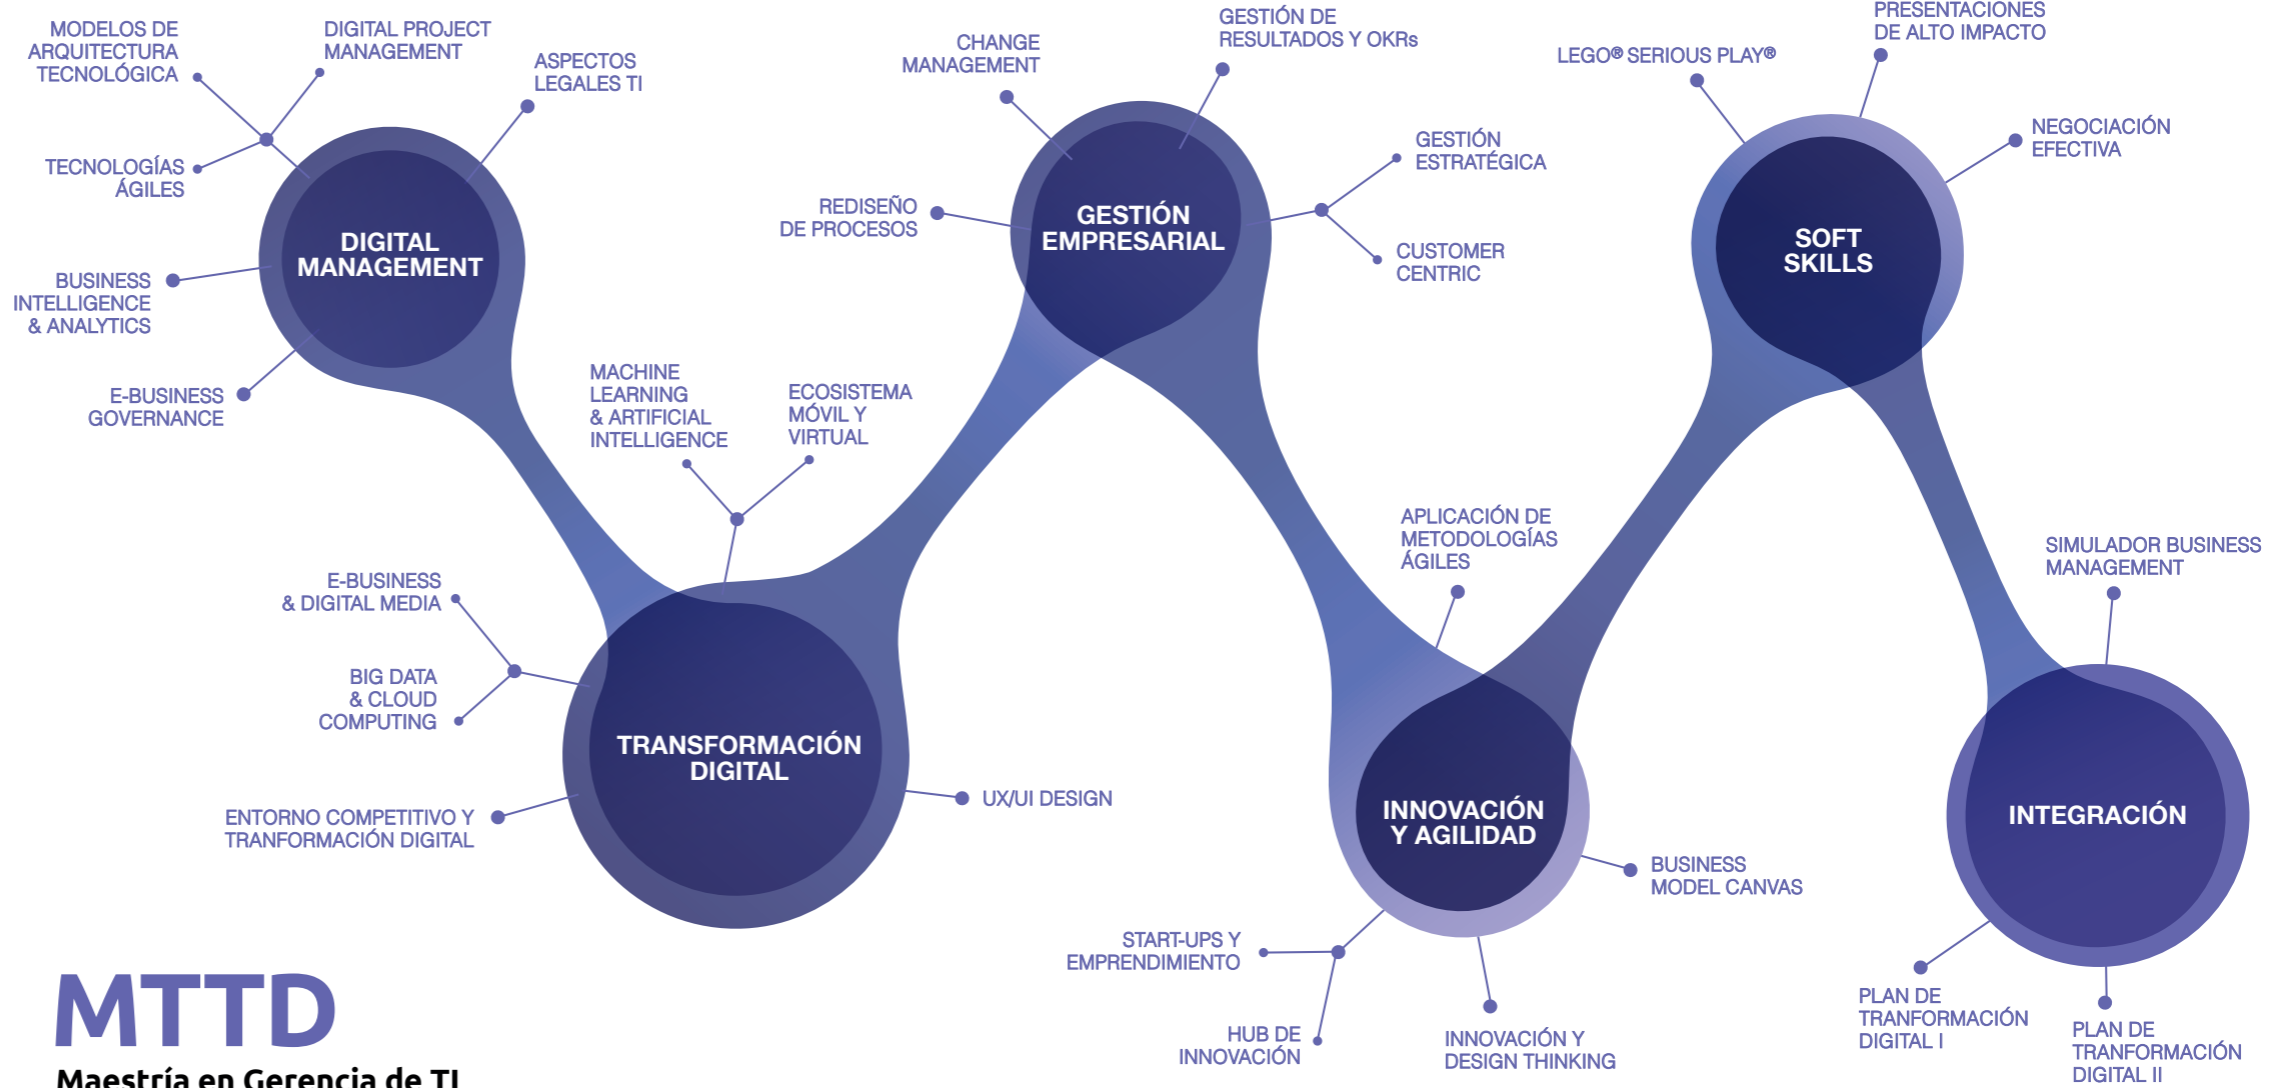 MODELOS DE
ARQUITECTURA
TECNOLÓGICA
DIGITAL PROJECT
MANAGEMENT
ASPECTOS
LEGALES TI
TECNOLOGÍAS
ÁGILES
DIGITAL
MANAGEMENT
BUSINESS
INTELLIGENCE
& ANALYTICS
E-BUSINESS
GOVERNANCE
MACHINE
LEARNING
& ARTIFICIAL
INTELLIGENCE
ECOSISTEMA
MÓVIL Y
VIRTUAL
E-BUSINESS
& DIGITAL MEDIA
BIG DATA
& CLOUD
COMPUTING
TRANSFORMACIÓN
DIGITAL
ENTORNO COMPETITIVO Y
TRANFORMACIÓN DIGITAL
UX/UI DESIGN
CHANGE
MANAGEMENT
GESTIÓN DE
RESULTADOS Y OKRs
GESTIÓN
ESTRATÉGICA
REDISEÑO
DE PROCESOS
GESTIÓN
EMPRESARIAL
CUSTOMER
CENTRIC
APLICACIÓN DE
METODOLOGÍAS
ÁGILES
INNOVACIÓN
Y AGILIDAD
BUSINESS
MODEL CANVAS
START-UPS Y
EMPRENDIMIENTO
HUB DE
INNOVACIÓN
INNOVACIÓN Y
DESIGN THINKING
LEGO® SERIOUS PLAY®
PRESENTACIONES
DE ALTO IMPACTO
NEGOCIACIÓN
EFECTIVA
SOFT
SKILLS
SIMULADOR BUSINESS
MANAGEMENT
INTEGRACIÓN
PLAN DE
TRANFORMACIÓN
DIGITAL I
PLAN DE
TRANFORMACIÓN
DIGITAL II
MTTD
Maestría en Gerencia de TI